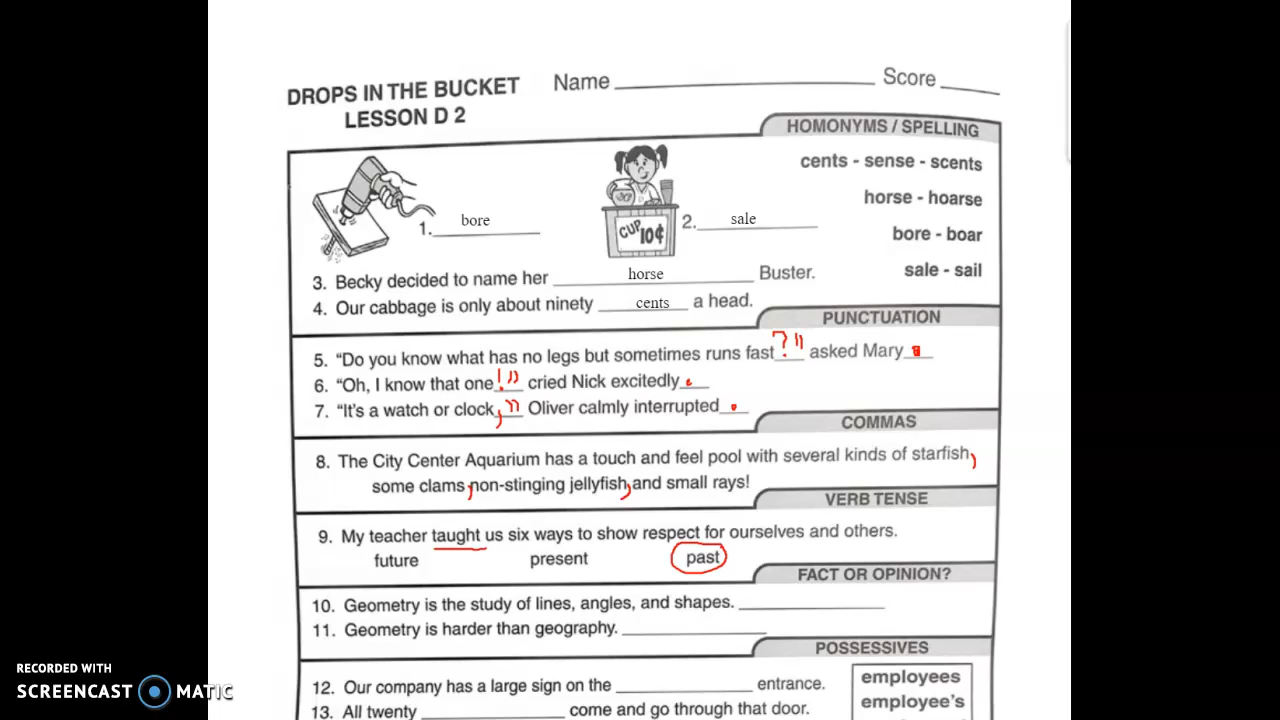 DROPS IN THE BUCKET Name ______ Score ____
LESSON D 2
HOMONYMS / SPELLING
cents - sense - scents
horse - hoarse
bore - boar
sale - sail
CUP 10¢
1. bore
2. sale
3. Becky decided to name her horse Buster.
4. Our cabbage is only about ninety cents a head.
PUNCTUATION
5. “Do you know what has no legs but sometimes runs fast?” asked Mary.
6. “Oh, I know that one!” cried Nick excitedly.
7. “It's a watch or clock,” Oliver calmly interrupted.
COMMAS
8. The City Center Aquarium has a touch and feel pool with several kinds of starfish,
some clams, non-stinging jellyfish, and small rays!
VERB TENSE
9. My teacher taught us six ways to show respect for ourselves and others.
future present past
FACT OR OPINION?
10. Geometry is the study of lines, angles, and shapes. ______
11. Geometry is harder than geography. ______
POSSESSIVES
12. Our company has a large sign on the ______ entrance.
13. All twenty ______ come and go through that door.
employees
employee's
RECORDED WITH
SCREENCAST MATIC